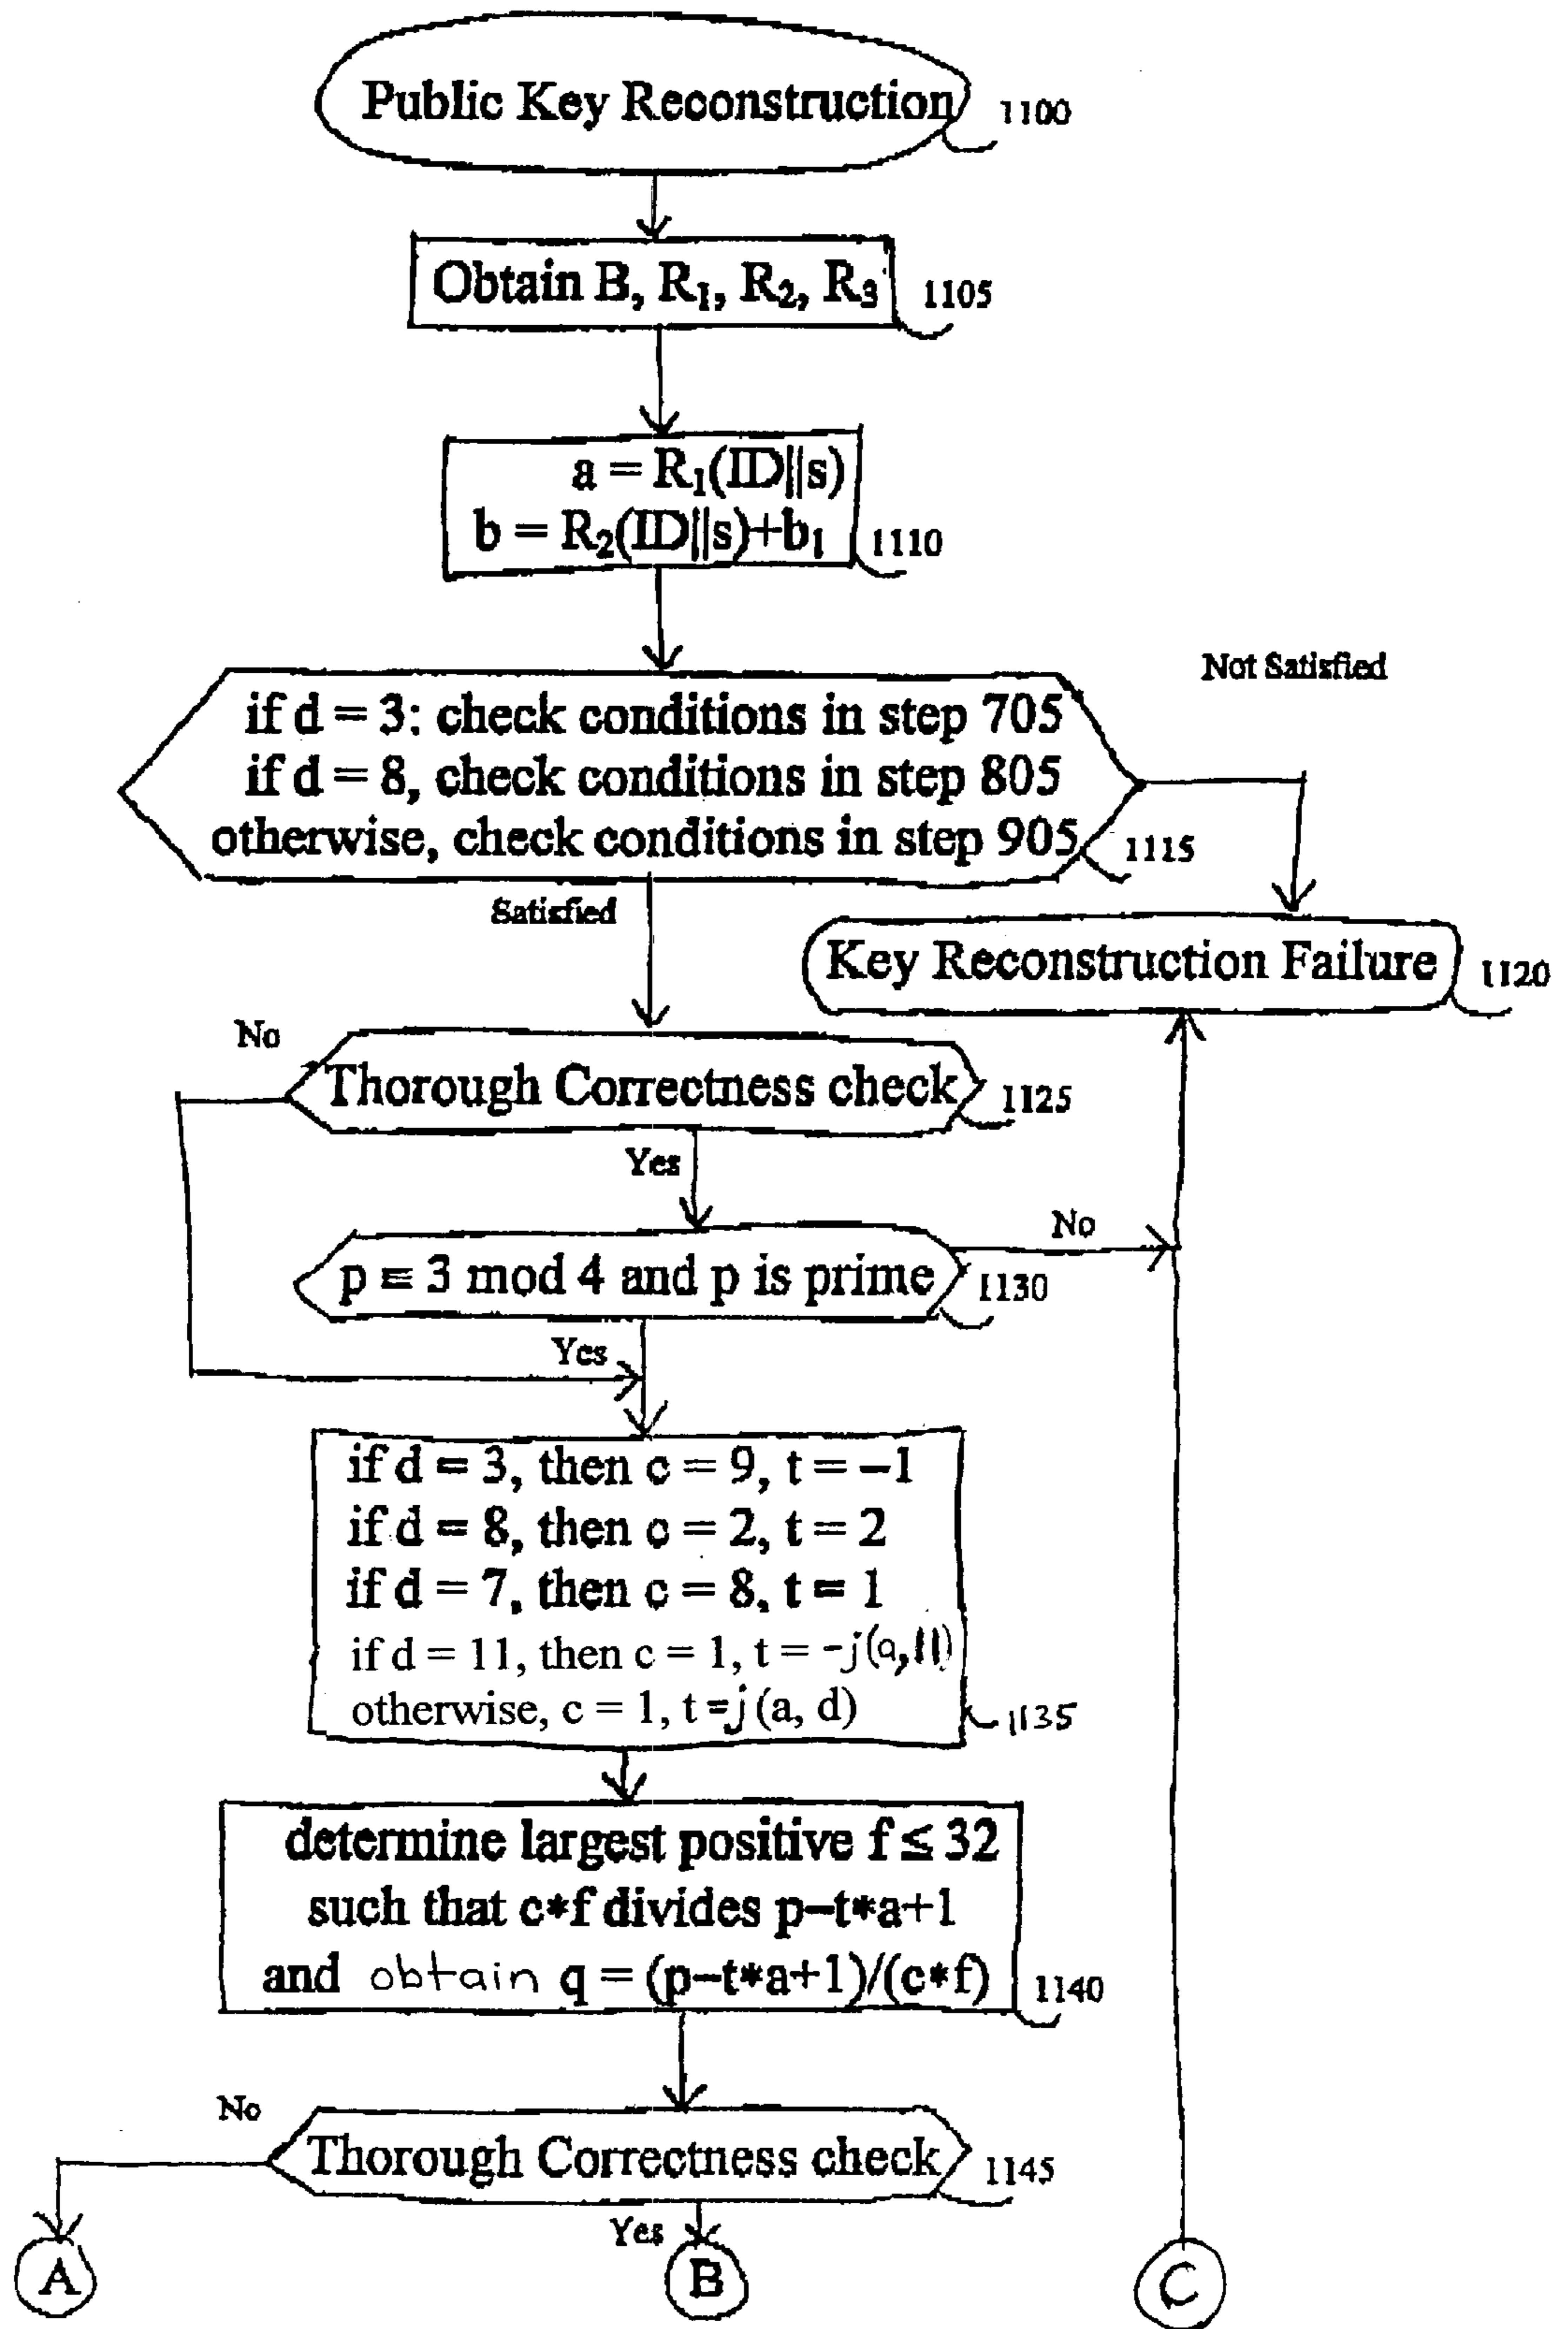 Public Key Reconstruction
1100
Obtain B, R₁, R₂, R₃
1105
a = R₁(ID||s)
b = R₂(ID||s)+b₁
1110
Not Satisfied
if d = 3: check conditions in step 705
if d = 8, check conditions in step 805
otherwise, check conditions in step 905
1115
Satisfied
Key Reconstruction Failure
1120
No
Thorough Correctness check
1125
Yes
No
p ≡ 3 mod 4 and p is prime
1130
Yes
if d = 3, then c = 9, t = −1
if d = 8, then c = 2, t = 2
if d = 7, then c = 8, t = 1
if d = 11, then c = 1, t = -j(a,11)
otherwise, c = 1, t = j (a, d)
1135
determine largest positive f ≤ 32
such that c*f divides p−t*a+1
and obtain q = (p−t*a+1)/(c*f)
1140
No
Thorough Correctness check
1145
Yes
A
B
C